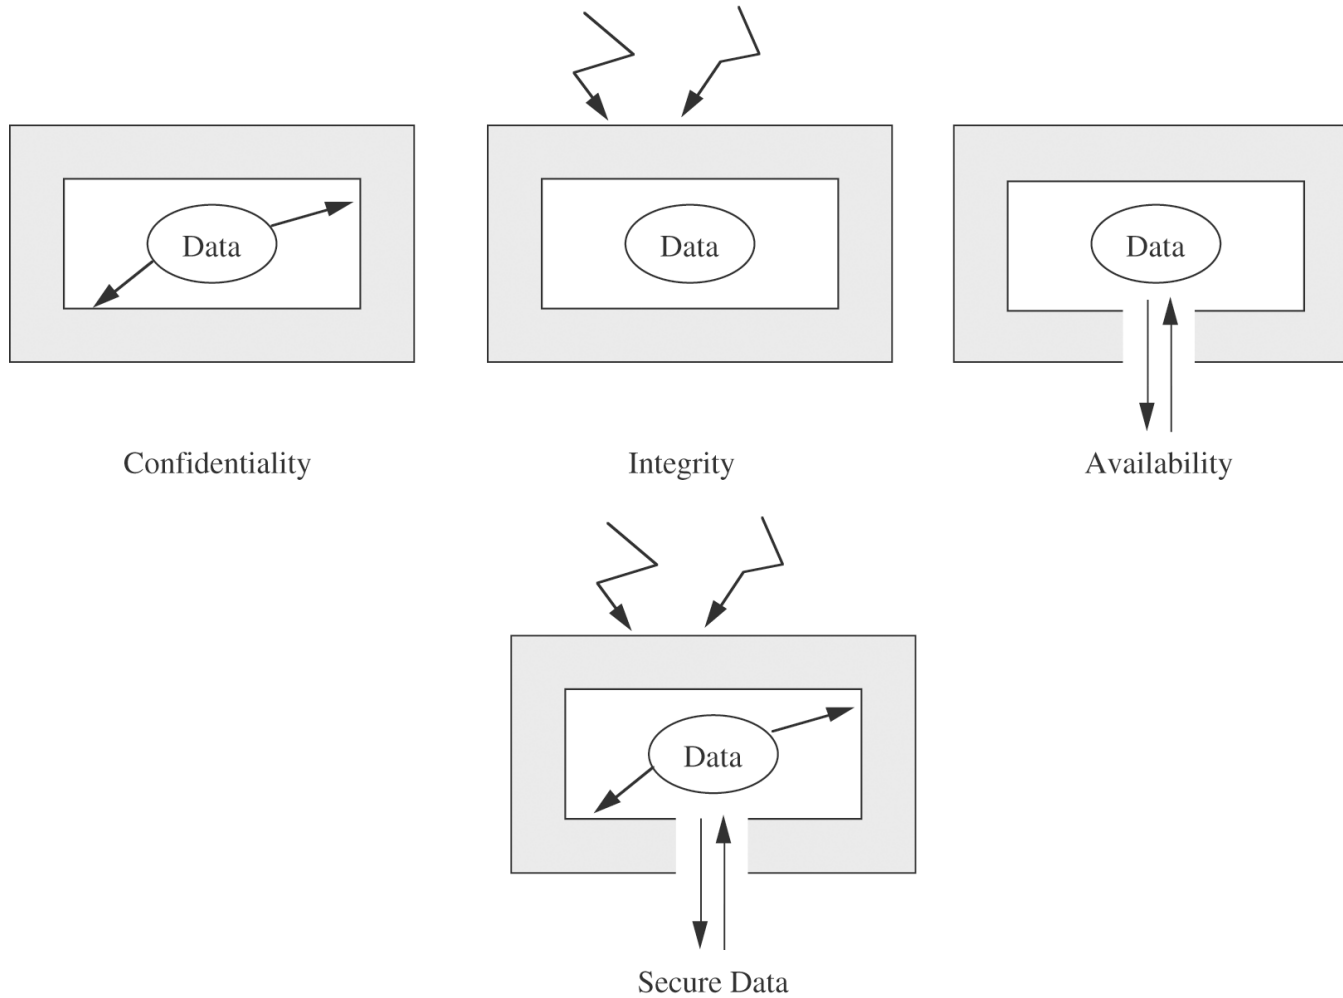 Data
Data
Data
Confidentiality
Integrity
Availability
Data
Secure Data